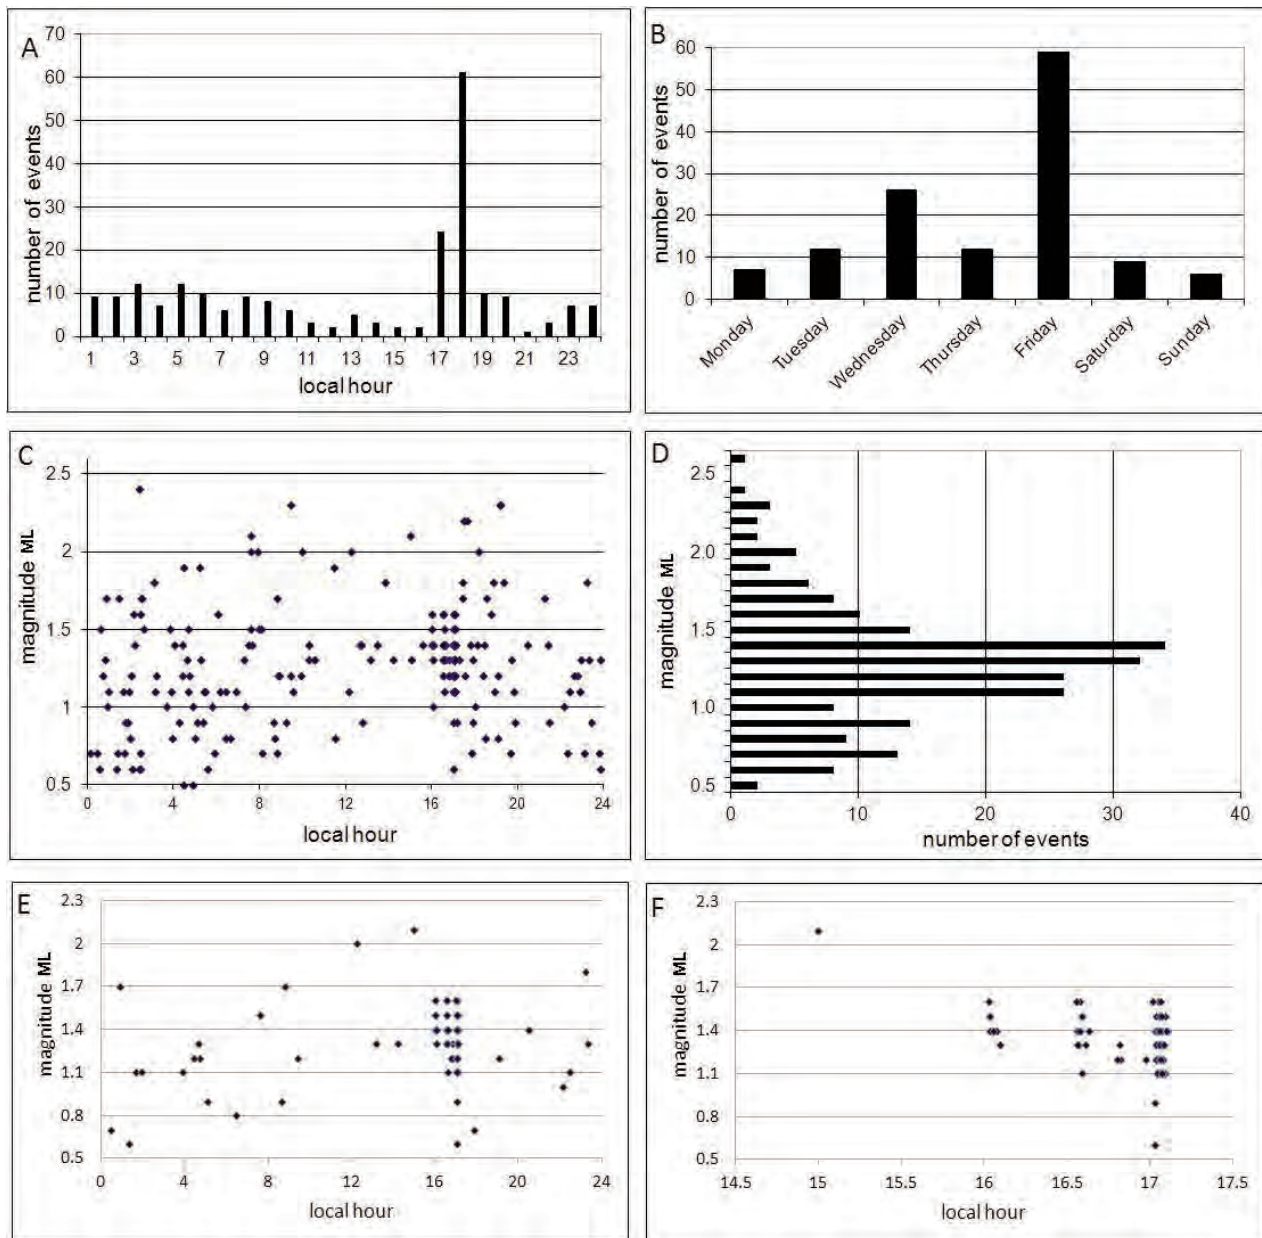 A
70
60
50
40
30
20
10
0
number of events
1 3 5 7 9 11 13 15 17 19 21 23
local hour
B
60
50
40
30
20
10
0
number of events
Monday
Tuesday
Wednesday
Thursday
Friday
Saturday
Sunday
C
2.5
2
1.5
1
0.5
magnitude ML
0 4 8 12 16 20 24
local hour
D
2.5
2.0
1.5
1.0
0.5
magnitude ML
0 10 20 30 40
number of events
E
2.3
2
1.7
1.4
1.1
0.8
0.5
magnitude ML
0 4 8 12 16 20 24
local hour
F
2.3
2
1.7
1.4
1.1
0.8
0.5
magnitude ML
14.5 15 15.5 16 16.5 17 17.5
local hour